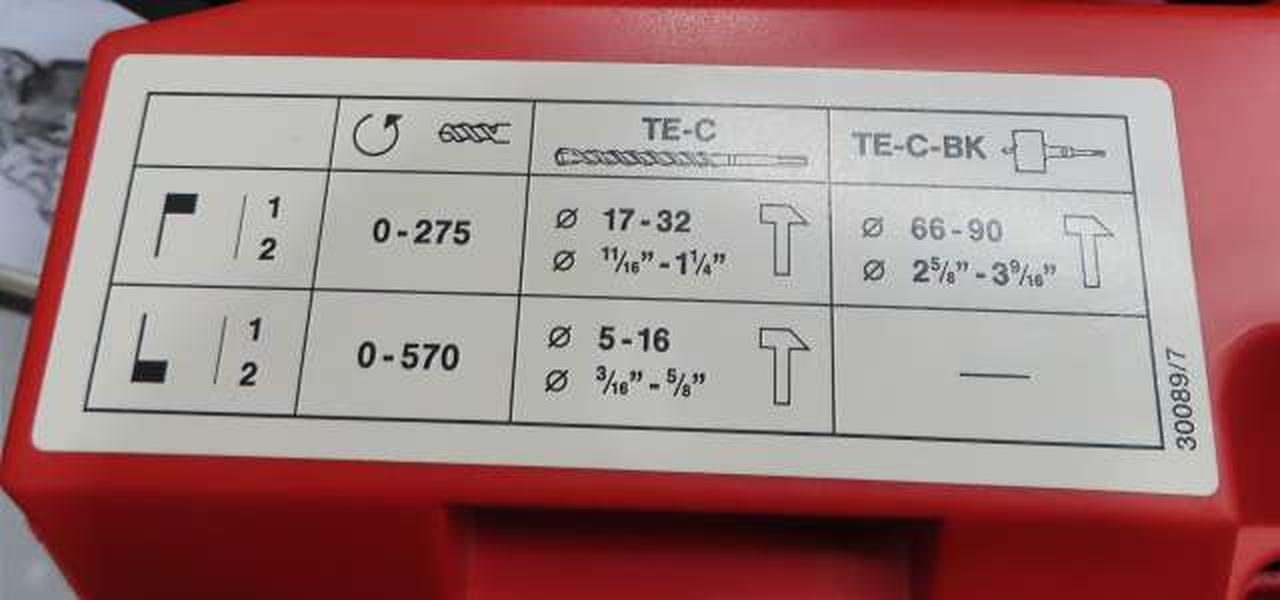 TE-C
TE-C-BK
1
2
0-275
Ø 17-32
Ø 11/16” - 1 1/4”
Ø 66-90
Ø 2 5/8” - 3 9/16”
1
2
0-570
Ø 5-16
Ø 3/16” - 5/8”
—
30089/7